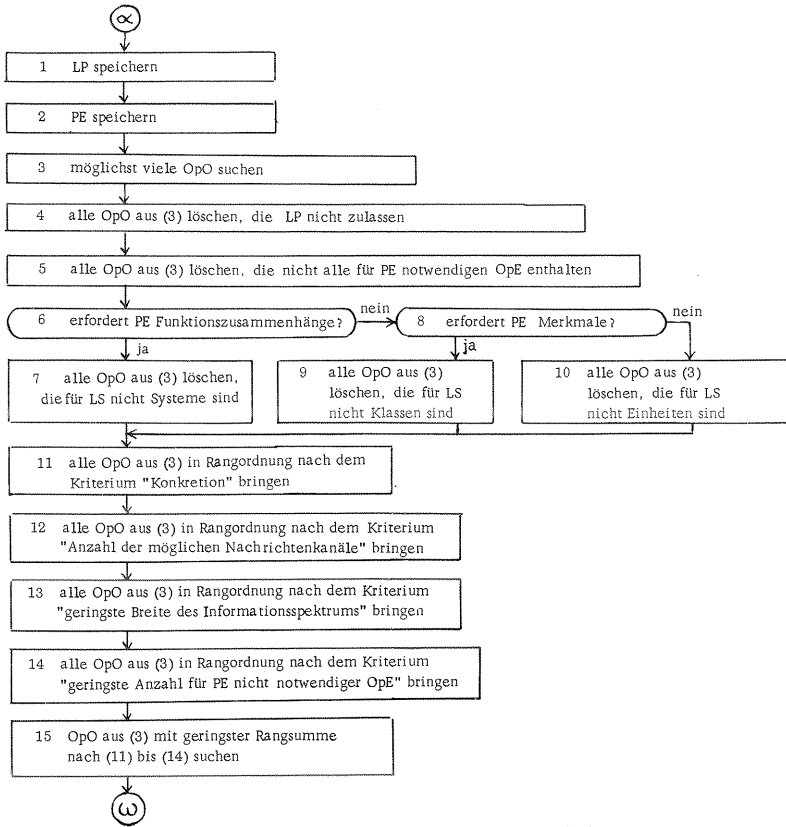 α
1 LP speichern
2 PE speichern
3 möglichst viele OpO suchen
4 alle OpO aus (3) löschen, die LP nicht zulassen
5 alle OpO aus (3) löschen, die nicht alle für PE notwendigen OpE enthalten
6 erfordert PE Funktionszusammenhänge?
nein
8 erfordert PE Merkmale?
nein
ja
ja
7 alle OpO aus (3) löschen,
die für LS nicht Systeme sind
9 alle OpO aus (3)
löschen, die für LS
nicht Klassen sind
10 alle OpO aus (3)
löschen, die für LS
nicht Einheiten sind
11 alle OpO aus (3) in Rangordnung nach dem
Kriterium "Konkretion" bringen
12 alle OpO aus (3) in Rangordnung nach dem Kriterium
"Anzahl der möglichen Nachrichtenkanäle" bringen
13 alle OpO aus (3) in Rangordnung nach dem Kriterium
"geringste Breite des Informationsspektrums" bringen
14 alle OpO aus (3) in Rangordnung nach dem Kriterium
"geringste Anzahl für PE nicht notwendiger OpE" bringen
15 OpO aus (3) mit geringster Rangsumme
nach (11) bis (14) suchen
ω